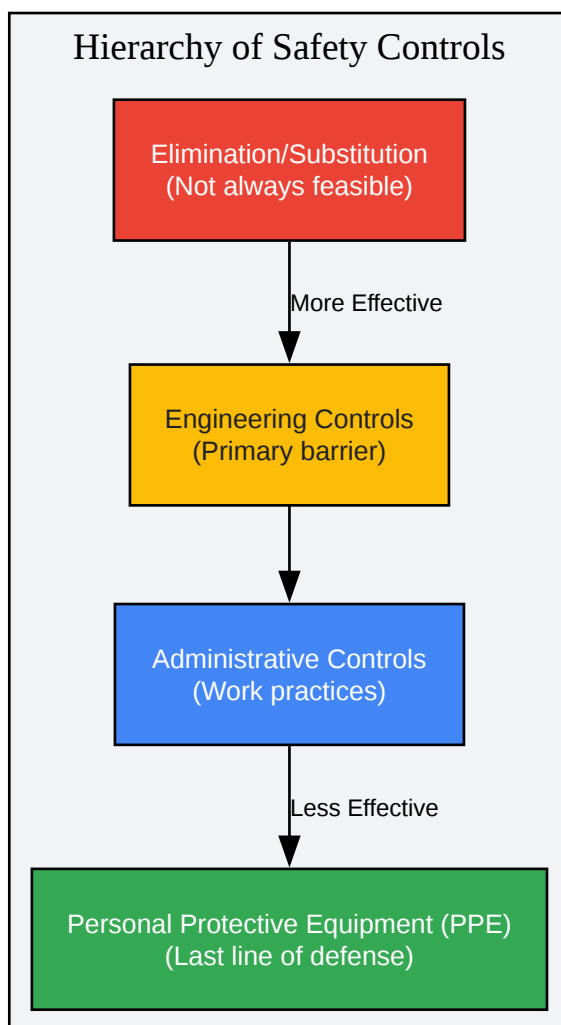 Hierarchy of Safety Controls
Elimination/Substitution
(Not always feasible)
More Effective
Engineering Controls
(Primary barrier)
Administrative Controls
(Work practices)
Less Effective
Personal Protective Equipment (PPE)
(Last line of defense)